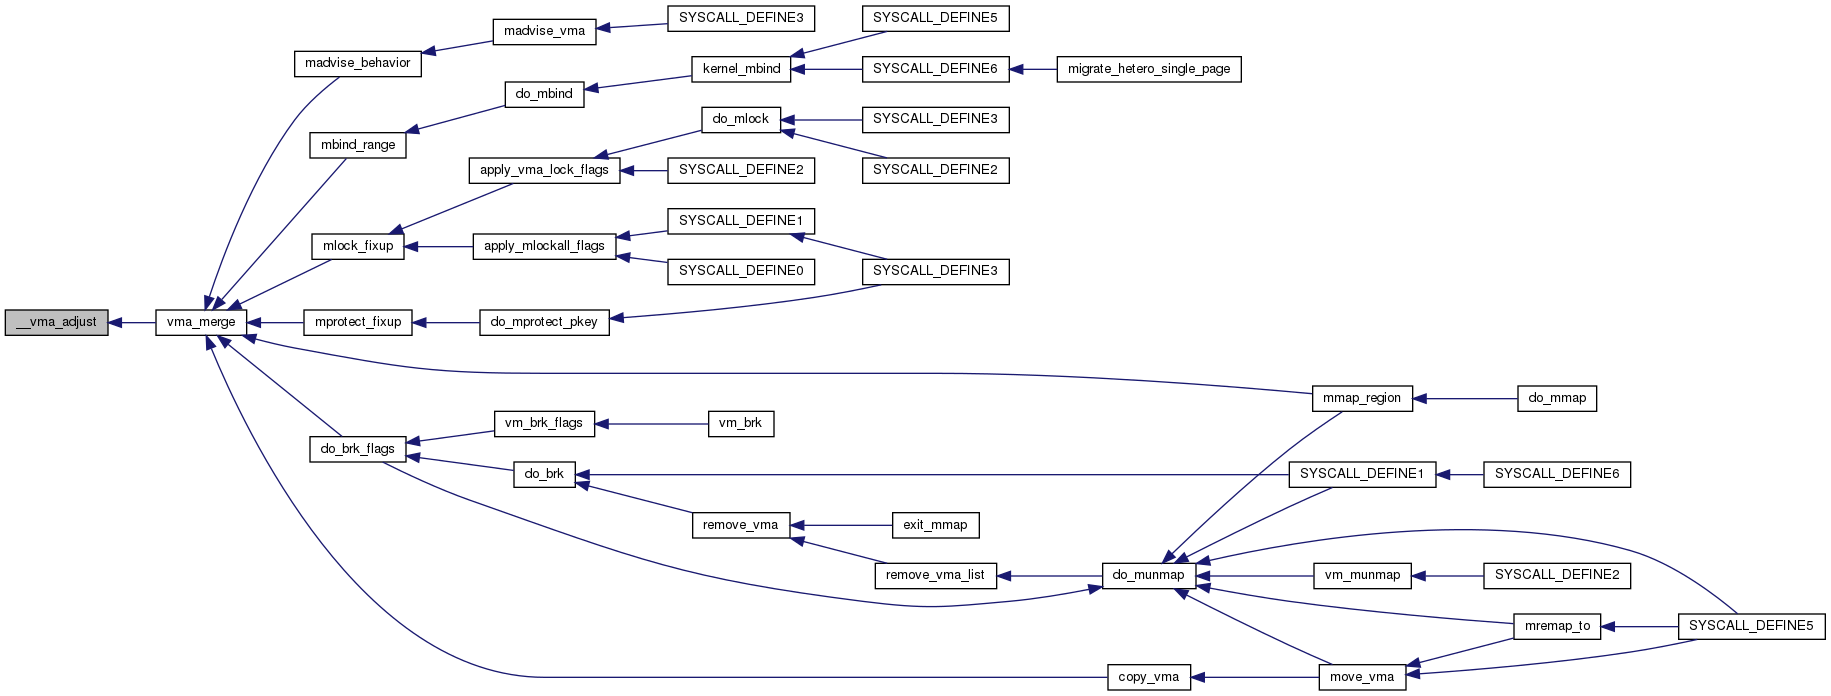 SYSCALL_DEFINE3
SYSCALL_DEFINE5
madvise_vma
madvise_behavior
kernel_mbind
SYSCALL_DEFINE6
migrate_hetero_single_page
do_mbind
do_mlock
SYSCALL_DEFINE3
mbind_range
apply_vma_lock_flags
SYSCALL_DEFINE2
SYSCALL_DEFINE2
SYSCALL_DEFINE1
mlock_fixup
apply_mlockall_flags
SYSCALL_DEFINE0
SYSCALL_DEFINE3
__vma_adjust
vma_merge
mprotect_fixup
do_mprotect_pkey
mmap_region
do_mmap
vm_brk_flags
vm_brk
do_brk_flags
do_brk
SYSCALL_DEFINE1
SYSCALL_DEFINE6
remove_vma
exit_mmap
remove_vma_list
do_munmap
vm_munmap
SYSCALL_DEFINE2
mremap_to
SYSCALL_DEFINE5
copy_vma
move_vma